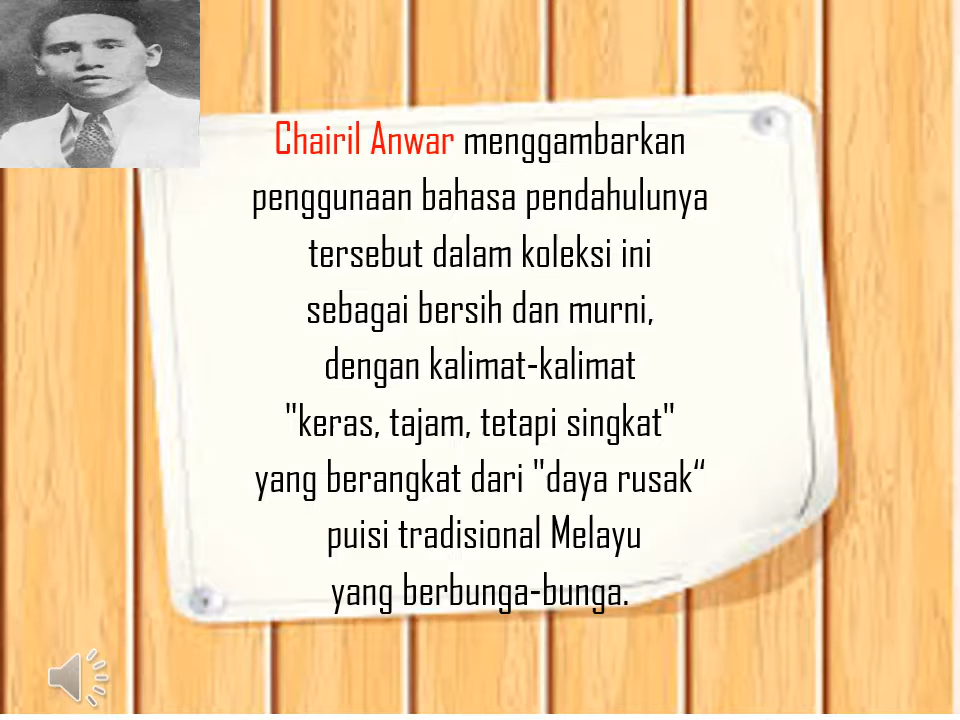 Chairil Anwar menggambarkan
penggunaan bahasa pendahulunya
tersebut dalam koleksi ini
sebagai bersih dan murni,
dengan kalimat-kalimat
"keras, tajam, tetapi singkat"
yang berangkat dari "daya rusak“
puisi tradisional Melayu
yang berbunga-bunga.